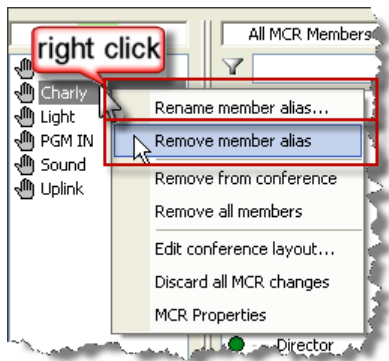 All MCR Members
right click
Charly
Rename member alias...
Light
PGM IN
Remove member alias
Sound
Remove from conference
Uplink
Remove all members
Edit conference layout...
Discard all MCR changes
MCR Properties
Director